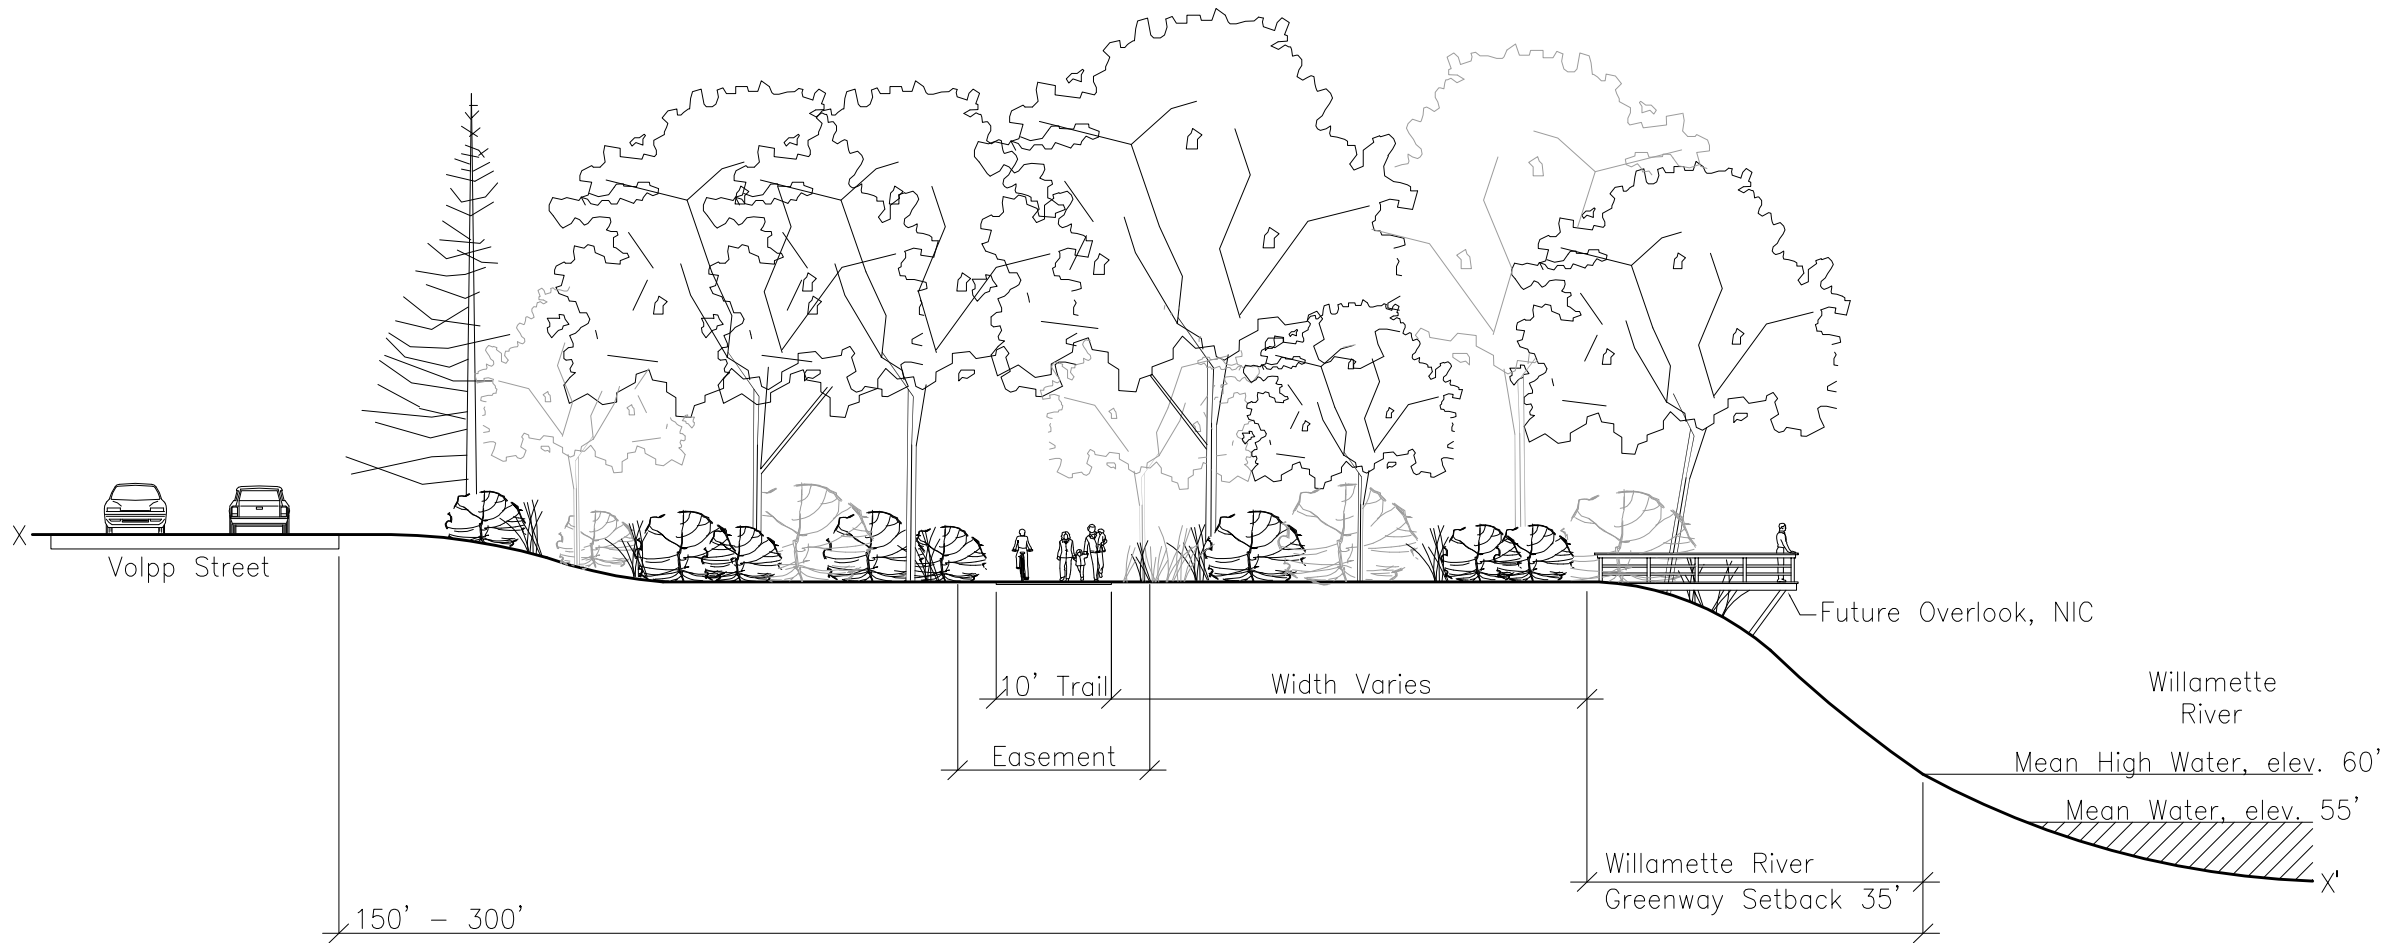 X
Volpp Street
Future Overlook, NIC
10' Trail
Width Varies
Willamette
River
Easement
Mean High Water, elev. 60'
Mean Water, elev. 55'
Willamette River
Greenway Setback 35'
X'
150' – 300'